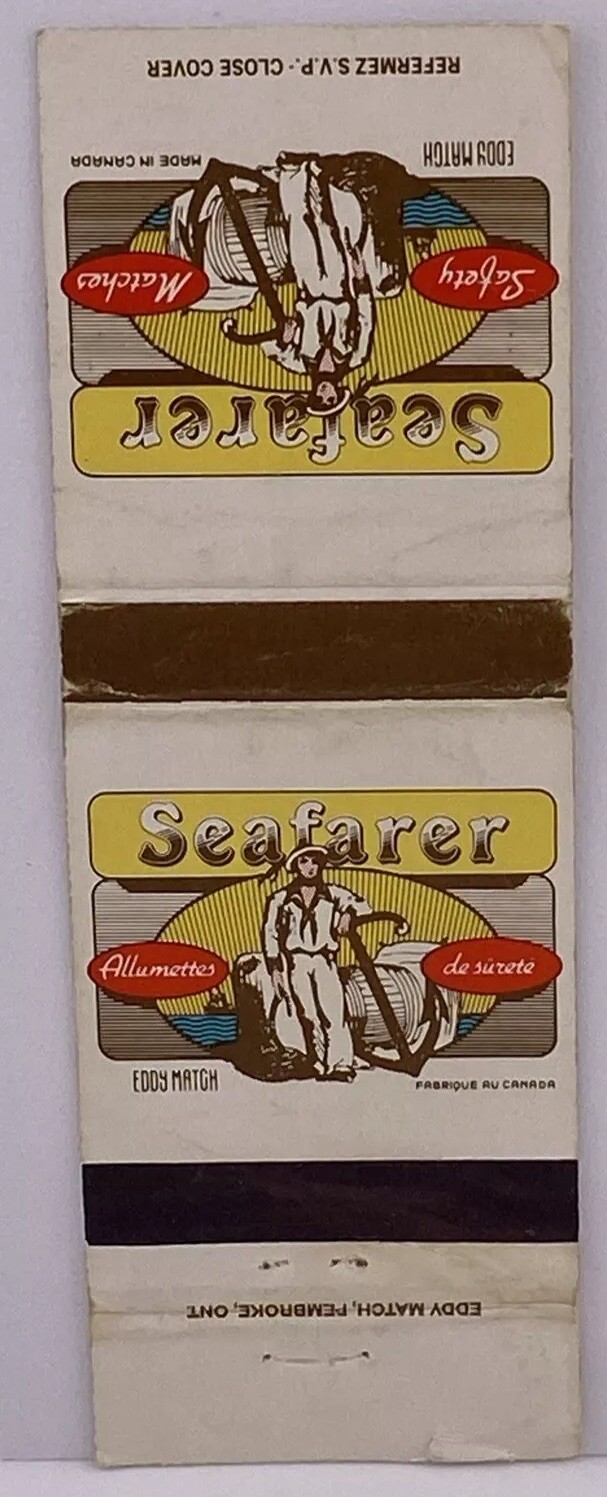 REFERMEZ S.V.P. - CLOSE COVER
EDDY MATCH MADE IN CANADA
Safety Matches
Seafarer
Seafarer
Allumettes de sûreté
EDDY MATCH FABRIQUE AU CANADA
EDDY MATCH, PEMBROKE, ONT.